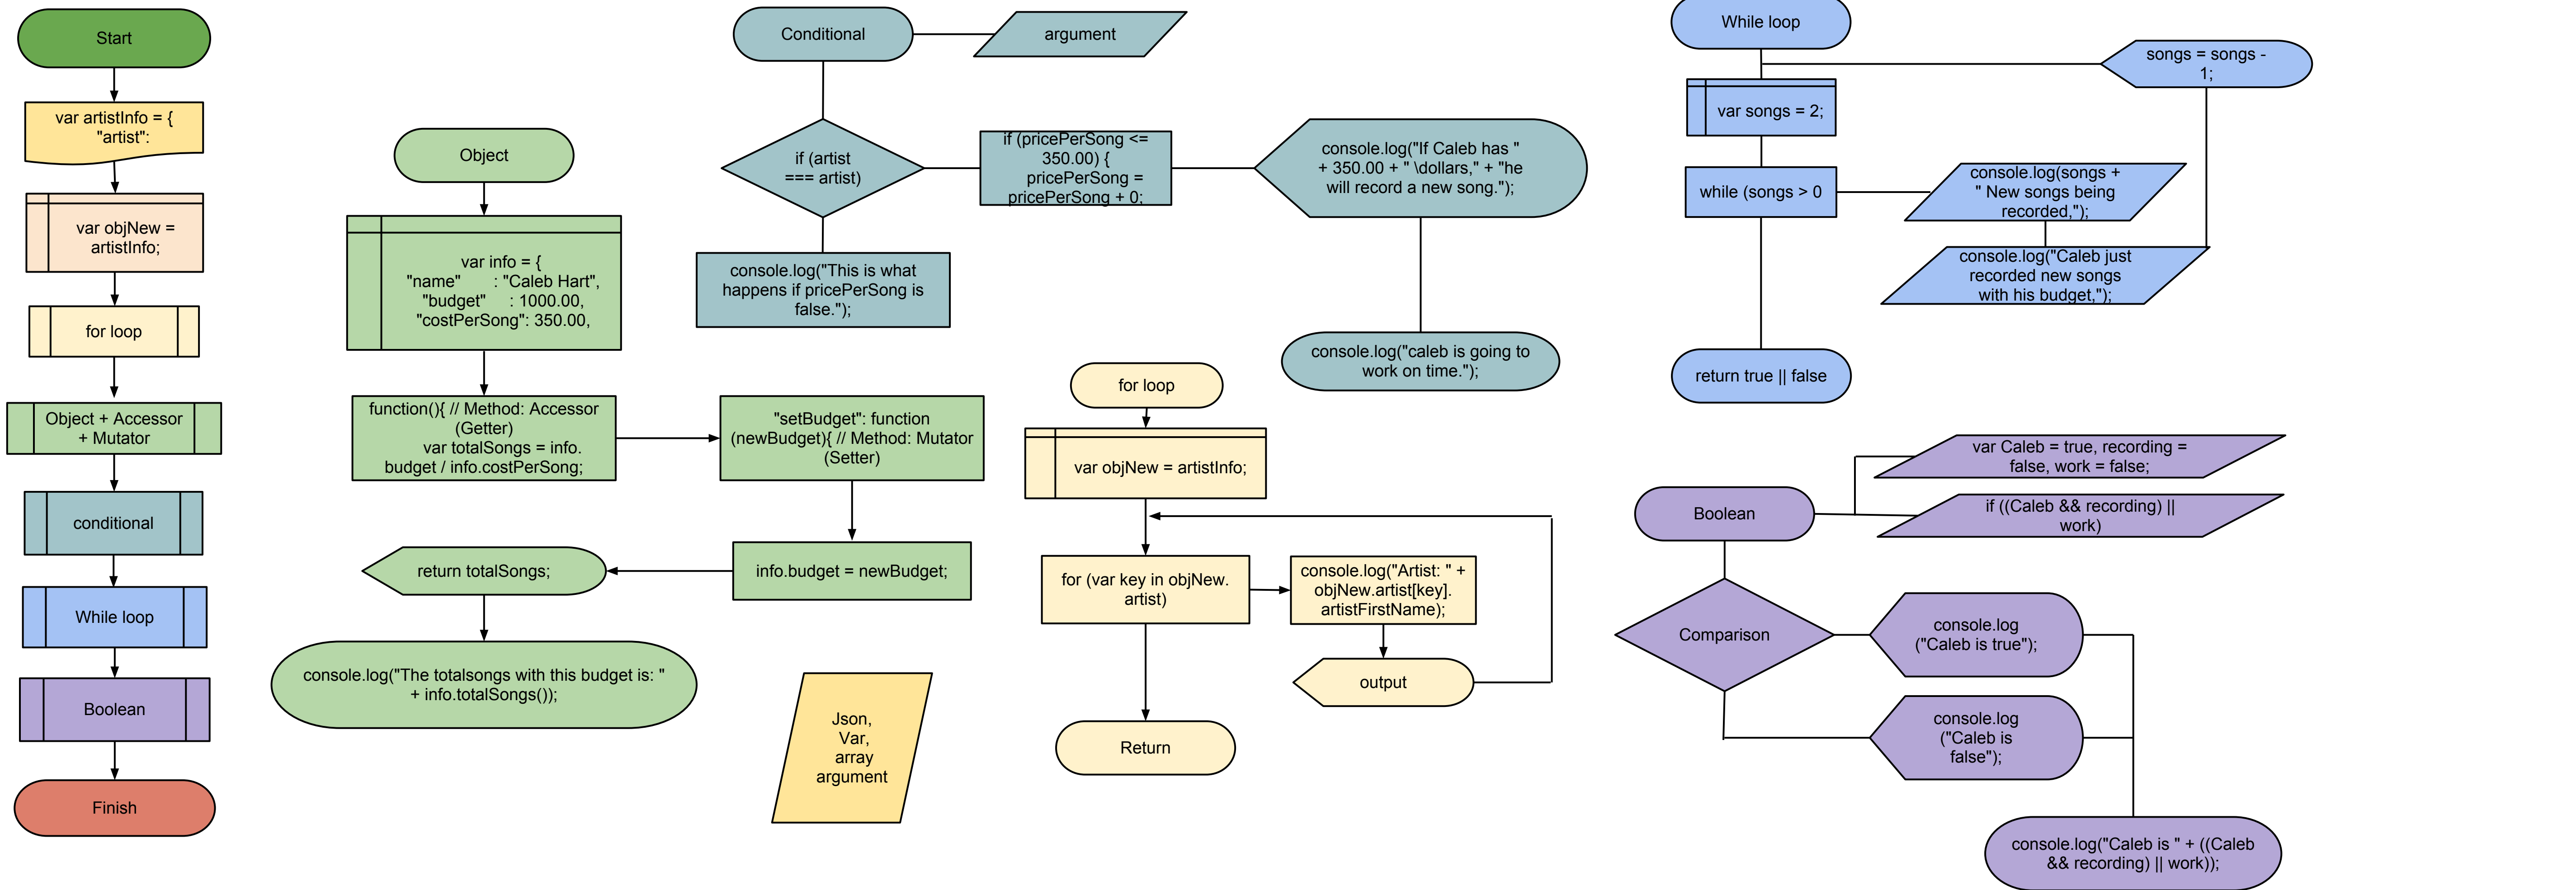 Start
var artistInfo = {
"artist":
var objNew =
artistInfo;
for loop
Object + Accessor
+ Mutator
conditional
While loop
Boolean
Finish
Object
var info = {
"name" : "Caleb Hart",
"budget" : 1000.00,
"costPerSong": 350.00,
function(){ // Method: Accessor
(Getter)
var totalSongs = info.
budget / info.costPerSong;
"setBudget": function
(newBudget){ // Method: Mutator
(Setter)
info.budget = newBudget;
return totalSongs;
console.log("The totalsongs with this budget is: "
+ info.totalSongs());
Json,
Var,
array
argument
Conditional
argument
if (artist
=== artist)
if (pricePerSong <=
350.00) {
pricePerSong =
pricePerSong + 0;
console.log("If Caleb has "
+ 350.00 + " \dollars," + "he
will record a new song.");
console.log("This is what
happens if pricePerSong is
false.");
console.log("caleb is going to
work on time.");
for loop
var objNew = artistInfo;
for (var key in objNew.
artist)
console.log("Artist: " +
objNew.artist[key].
artistFirstName);
output
Return
While loop
songs = songs -
1;
var songs = 2;
while (songs > 0
console.log(songs +
" New songs being
recorded,");
console.log("Caleb just
recorded new songs
with his budget,");
return true || false
Boolean
var Caleb = true, recording =
false, work = false;
if ((Caleb && recording) ||
work)
Comparison
console.log
("Caleb is true");
console.log
("Caleb is
false");
console.log("Caleb is " + ((Caleb
&& recording) || work));